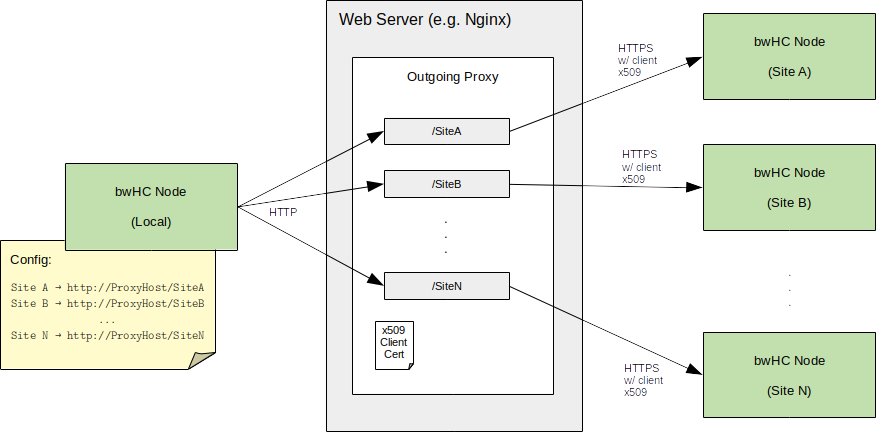 Web Server (e.g. Nginx)
Outgoing Proxy
/SiteA
/SiteB
.
.
.
/SiteN
x509
Client
Cert
bwHC Node
(Local)
HTTP
Config:
Site A → http://ProxyHost/SiteA
Site B → http://ProxyHost/SiteB
...
Site N → http://ProxyHost/SiteN
HTTPS
w/ client
x509
bwHC Node
(Site A)
HTTPS
w/ client
x509
bwHC Node
(Site B)
.
.
.
HTTPS
w/ client
x509
bwHC Node
(Site N)